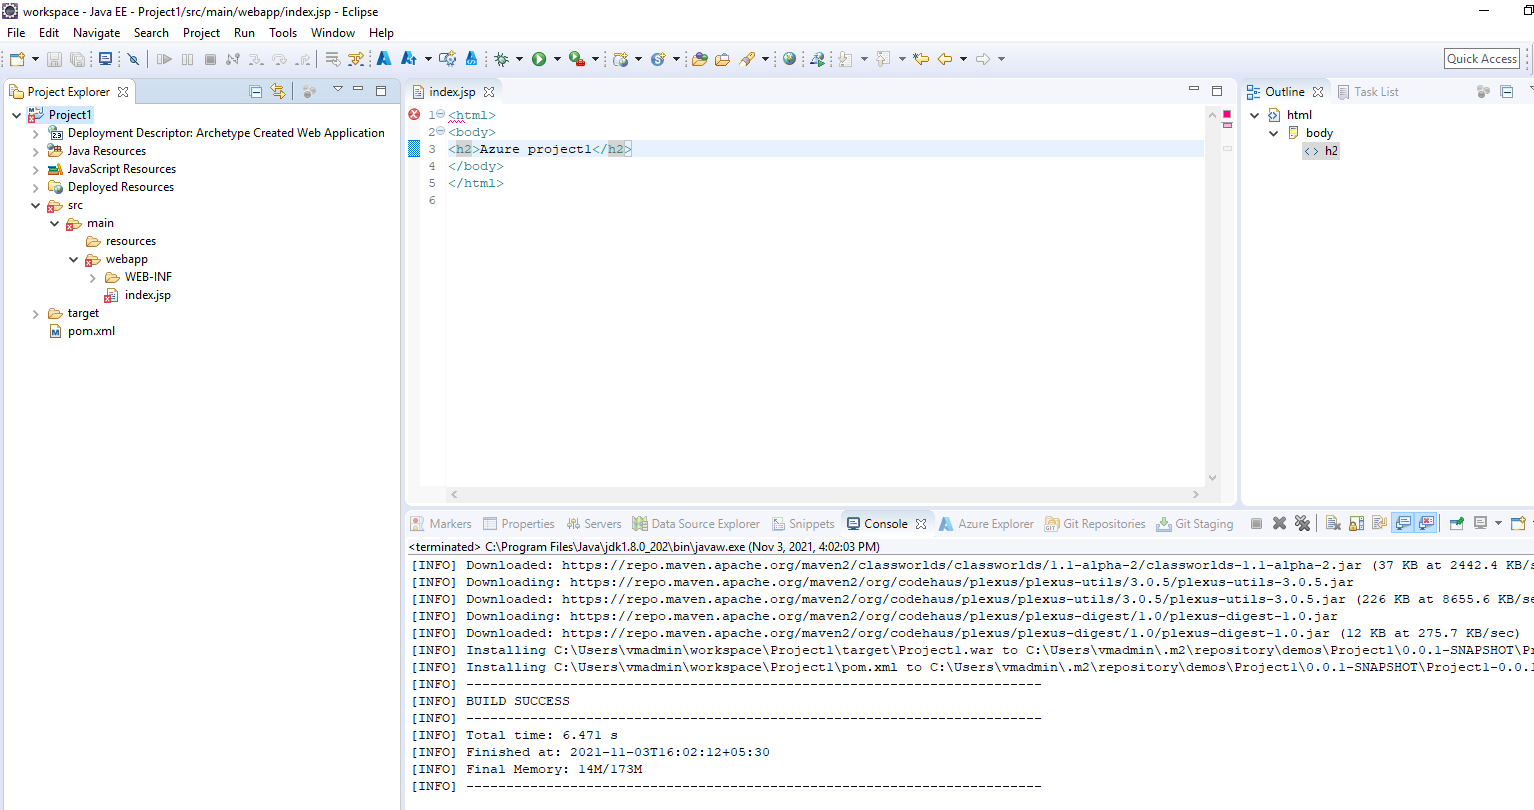 workspace - Java EE - Project1/src/main/webapp/index.jsp - Eclipse
File Edit Navigate Search Project Run Tools Window Help
Quick Access
Project Explorer
Project1
Deployment Descriptor: Archetype Created Web Application
Java Resources
JavaScript Resources
Deployed Resources
src
main
resources
webapp
WEB-INF
index.jsp
target
pom.xml
index.jsp
1 <html>
2 <body>
3 <h2>Azure project1</h2>
4 </body>
5 </html>
6
Outline Task List
html
body
<> h2
Markers Properties Servers Data Source Explorer Snippets Console Azure Explorer Git Repositories Git Staging
<terminated> C:\Program Files\Java\jdk1.8.0_202\bin\javaw.exe (Nov 3, 2021, 4:02:03 PM)
[INFO] Downloaded: https://repo.maven.apache.org/maven2/classworlds/classworlds/1.1-alpha-2/classworlds-1.1-alpha-2.jar (37 KB at 2442.4 KB/s
[INFO] Downloading: https://repo.maven.apache.org/maven2/org/codehaus/plexus/plexus-utils/3.0.5/plexus-utils-3.0.5.jar
[INFO] Downloaded: https://repo.maven.apache.org/maven2/org/codehaus/plexus/plexus-utils/3.0.5/plexus-utils-3.0.5.jar (226 KB at 8655.6 KB/se
[INFO] Downloading: https://repo.maven.apache.org/maven2/org/codehaus/plexus/plexus-digest/1.0/plexus-digest-1.0.jar
[INFO] Downloaded: https://repo.maven.apache.org/maven2/org/codehaus/plexus/plexus-digest/1.0/plexus-digest-1.0.jar (12 KB at 275.7 KB/sec)
[INFO] Installing C:\Users\vmadmin\workspace\Project1\target\Project1.war to C:\Users\vmadmin\.m2\repository\demos\Project1\0.0.1-SNAPSHOT\Pr
[INFO] Installing C:\Users\vmadmin\workspace\Project1\pom.xml to C:\Users\vmadmin\.m2\repository\demos\Project1\0.0.1-SNAPSHOT\Project1-0.0.1
[INFO] ------------------------------------------------------------------------
[INFO] BUILD SUCCESS
[INFO] ------------------------------------------------------------------------
[INFO] Total time: 6.471 s
[INFO] Finished at: 2021-11-03T16:02:12+05:30
[INFO] Final Memory: 14M/173M
[INFO] ------------------------------------------------------------------------